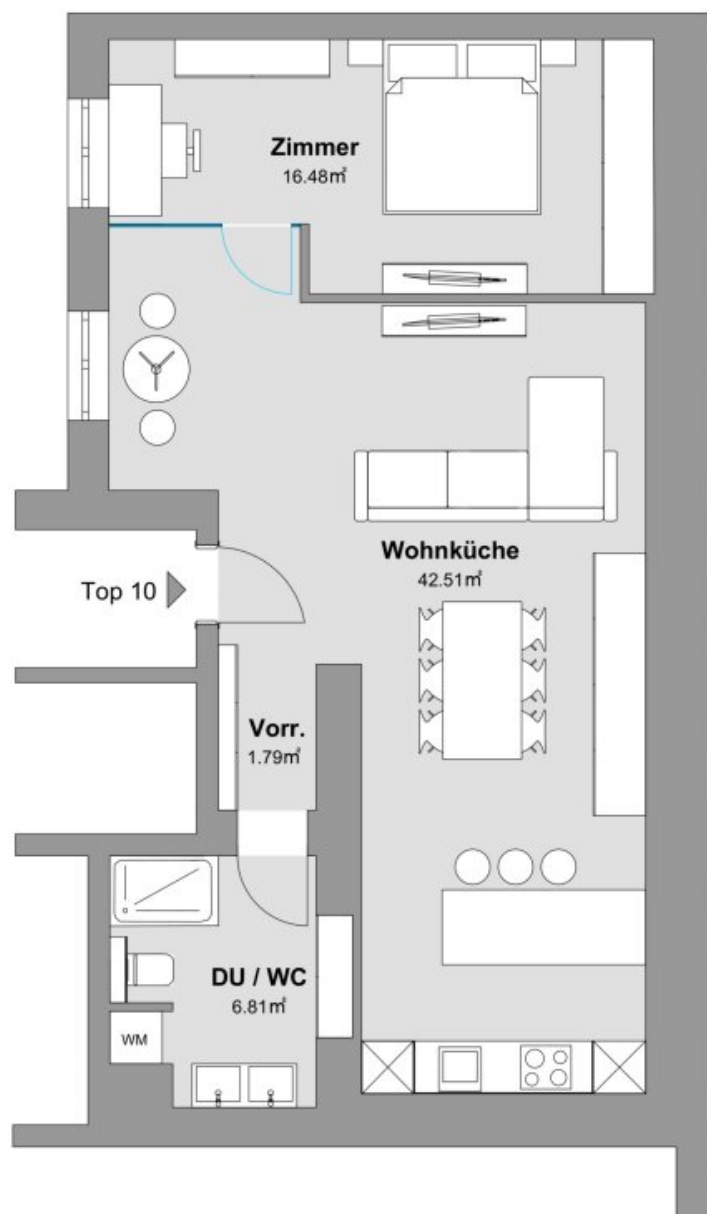 Zimmer
16.48㎡
Wohnküche
42.51㎡
Top 10
Vorr.
1.79㎡
DU / WC
6.81㎡
WM